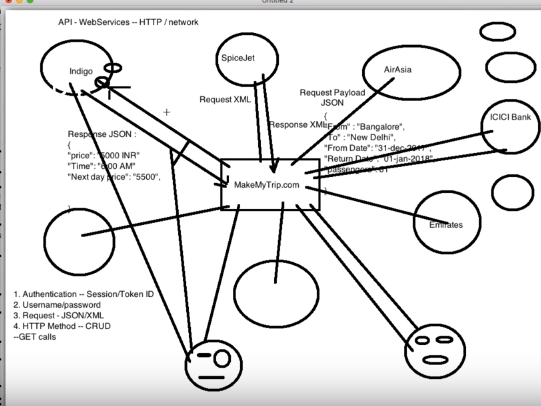 Untitled 2
API - WebServices -- HTTP / network
Indigo
SpiceJet
AirAsia
Request Payload
JSON
Request XML
Response XML
{
"From" : "Bangalore",
"To" : "New Delhi",
"From Date": "31-dec-2017",
"Return Date" "01-jan-2018"
"passengers" 01
}
ICICI Bank
Response JSON :
{
"price": "5000 INR"
"Time": "6:00 AM"
"Next day price": "5500",
}
MakeMyTrip.com
Emirates
1. Authentication -- Session/Token ID
2. Username/password
3. Request - JSON/XML
4. HTTP Method -- CRUD
--GET calls